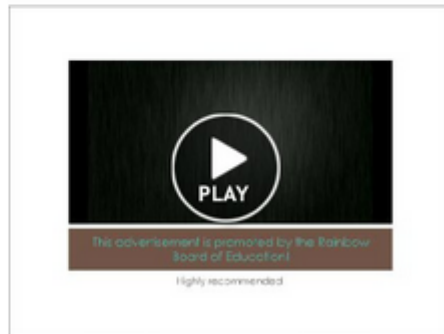 PLAY
This advertisement is promoted by the Rainbow
Board of Education!
Highly recommended